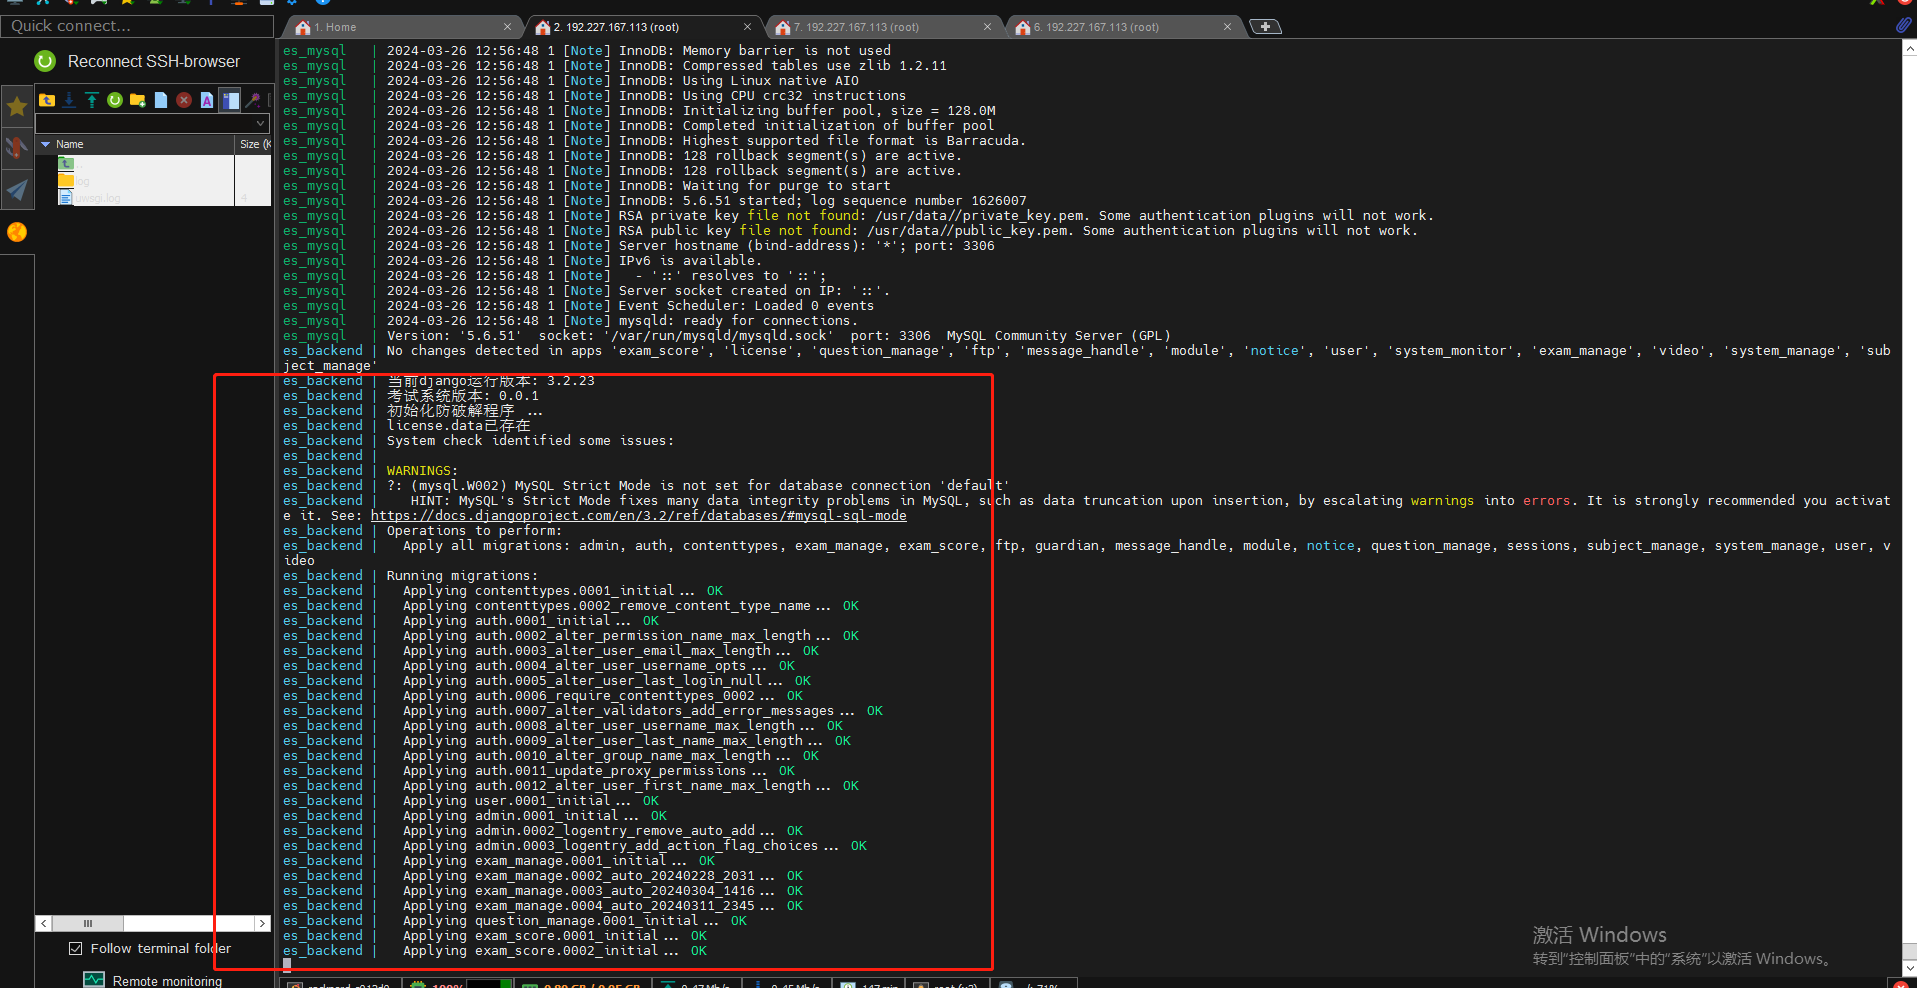 Quick connect...
1. Home
2. 192.227.167.113 (root)
7. 192.227.167.113 (root)
6. 192.227.167.113 (root)
Reconnect SSH-browser
Name
Size (K
..
log
uwsgi.log 4
Follow terminal folder
Remote monitoring
es_mysql | 2024-03-26 12:56:48 1 [Note] InnoDB: Memory barrier is not used
es_mysql | 2024-03-26 12:56:48 1 [Note] InnoDB: Compressed tables use zlib 1.2.11
es_mysql | 2024-03-26 12:56:48 1 [Note] InnoDB: Using Linux native AIO
es_mysql | 2024-03-26 12:56:48 1 [Note] InnoDB: Using CPU crc32 instructions
es_mysql | 2024-03-26 12:56:48 1 [Note] InnoDB: Initializing buffer pool, size = 128.0M
es_mysql | 2024-03-26 12:56:48 1 [Note] InnoDB: Completed initialization of buffer pool
es_mysql | 2024-03-26 12:56:48 1 [Note] InnoDB: Highest supported file format is Barracuda.
es_mysql | 2024-03-26 12:56:48 1 [Note] InnoDB: 128 rollback segment(s) are active.
es_mysql | 2024-03-26 12:56:48 1 [Note] InnoDB: 128 rollback segment(s) are active.
es_mysql | 2024-03-26 12:56:48 1 [Note] InnoDB: Waiting for purge to start
es_mysql | 2024-03-26 12:56:48 1 [Note] InnoDB: 5.6.51 started; log sequence number 1626007
es_mysql | 2024-03-26 12:56:48 1 [Note] RSA private key file not found: /usr/data//private_key.pem. Some authentication plugins will not work.
es_mysql | 2024-03-26 12:56:48 1 [Note] RSA public key file not found: /usr/data//public_key.pem. Some authentication plugins will not work.
es_mysql | 2024-03-26 12:56:48 1 [Note] Server hostname (bind-address): '*'; port: 3306
es_mysql | 2024-03-26 12:56:48 1 [Note] IPv6 is available.
es_mysql | 2024-03-26 12:56:48 1 [Note]   - '::' resolves to '::';
es_mysql | 2024-03-26 12:56:48 1 [Note] Server socket created on IP: '::'.
es_mysql | 2024-03-26 12:56:48 1 [Note] Event Scheduler: Loaded 0 events
es_mysql | 2024-03-26 12:56:48 1 [Note] mysqld: ready for connections.
es_mysql | Version: '5.6.51'  socket: '/var/run/mysqld/mysqld.sock'  port: 3306  MySQL Community Server (GPL)
es_backend | No changes detected in apps 'exam_score', 'license', 'question_manage', 'ftp', 'message_handle', 'module', 'notice', 'user', 'system_monitor', 'exam_manage', 'video', 'system_manage', 'sub
ject_manage'
es_backend | 当前django运行版本: 3.2.23
es_backend | 考试系统版本: 0.0.1
es_backend | 初始化防破解程序 ...
es_backend | license.data已存在
es_backend | System check identified some issues:
es_backend |
es_backend | WARNINGS:
es_backend | ?: (mysql.W002) MySQL Strict Mode is not set for database connection 'default'
es_backend |    HINT: MySQL's Strict Mode fixes many data integrity problems in MySQL, such as data truncation upon insertion, by escalating warnings into errors. It is strongly recommended you activat
e it. See: https://docs.djangoproject.com/en/3.2/ref/databases/#mysql-sql-mode
es_backend | Operations to perform:
es_backend |   Apply all migrations: admin, auth, contenttypes, exam_manage, exam_score, ftp, guardian, message_handle, module, notice, question_manage, sessions, subject_manage, system_manage, user, v
ideo
es_backend | Running migrations:
es_backend |   Applying contenttypes.0001_initial... OK
es_backend |   Applying contenttypes.0002_remove_content_type_name... OK
es_backend |   Applying auth.0001_initial... OK
es_backend |   Applying auth.0002_alter_permission_name_max_length... OK
es_backend |   Applying auth.0003_alter_user_email_max_length... OK
es_backend |   Applying auth.0004_alter_user_username_opts... OK
es_backend |   Applying auth.0005_alter_user_last_login_null... OK
es_backend |   Applying auth.0006_require_contenttypes_0002... OK
es_backend |   Applying auth.0007_alter_validators_add_error_messages... OK
es_backend |   Applying auth.0008_alter_user_username_max_length... OK
es_backend |   Applying auth.0009_alter_user_last_name_max_length... OK
es_backend |   Applying auth.0010_alter_group_name_max_length... OK
es_backend |   Applying auth.0011_update_proxy_permissions... OK
es_backend |   Applying auth.0012_alter_user_first_name_max_length... OK
es_backend |   Applying user.0001_initial... OK
es_backend |   Applying admin.0001_initial... OK
es_backend |   Applying admin.0002_logentry_remove_auto_add... OK
es_backend |   Applying admin.0003_logentry_add_action_flag_choices... OK
es_backend |   Applying exam_manage.0001_initial... OK
es_backend |   Applying exam_manage.0002_auto_20240228_2031... OK
es_backend |   Applying exam_manage.0003_auto_20240304_1416... OK
es_backend |   Applying exam_manage.0004_auto_20240311_2345... OK
es_backend |   Applying question_manage.0001_initial... OK
es_backend |   Applying exam_score.0001_initial... OK
es_backend |   Applying exam_score.0002_initial... OK
激活 Windows
转到"控制面板"中的"系统"以激活 Windows。